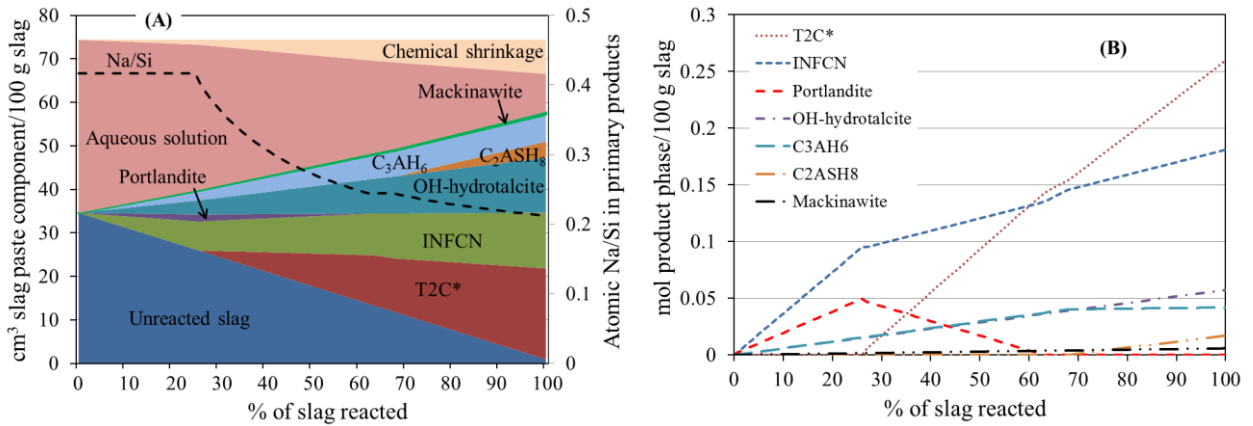 (A)
cm³ slag paste component/100 g slag
80
70
60
50
40
30
20
10
0
0.5
0.4
0.3
0.2
0.1
0
Atomic Na/Si in primary products
Chemical shrinkage
Na/Si
Mackinawite
Aqueous solution
C₃AH₆
C₂ASH₈
Portlandite
OH-hydrotalcite
INFCN
T2C*
Unreacted slag
0 10 20 30 40 50 60 70 80 90 100
% of slag reacted
(B)
mol product phase/100 g slag
0.3
0.25
0.2
0.15
0.1
0.05
0
T2C*
INFCN
Portlandite
OH-hydrotalcite
C3AH6
C2ASH8
Mackinawite
0 10 20 30 40 50 60 70 80 90 100
% of slag reacted